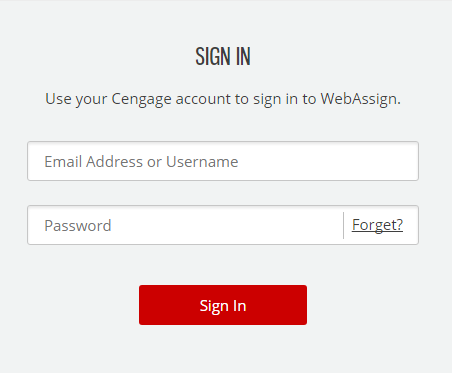 SIGN IN
Use your Cengage account to sign in to WebAssign.
Email Address or Username
Password Forget?
Sign In